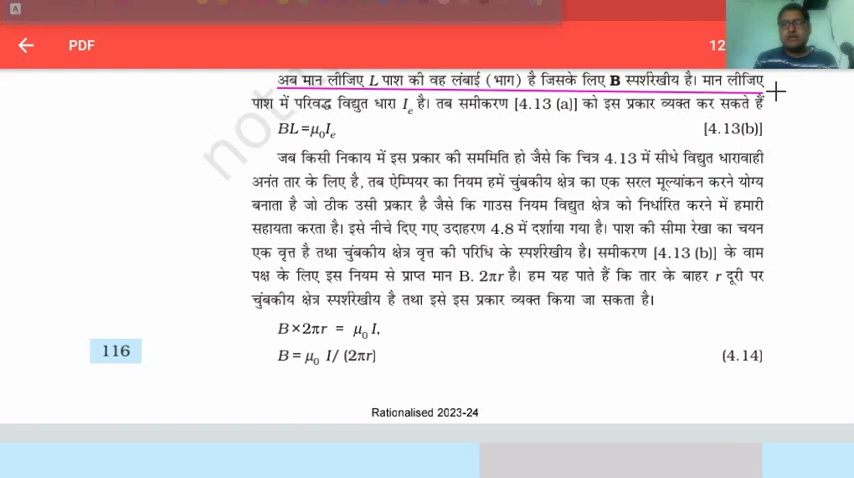 A
PDF
12
अब मान लीजिए L पाश की वह लंबाई (भाग) है जिसके लिए B स्पर्शरेखीय है। मान लीजिए
पाश में परिवद्ध विद्युत धारा Ie है। तब समीकरण [4.13 (a)] को इस प्रकार व्यक्त कर सकते हैं
BL=μ0Ie [4.13(b)]
जब किसी निकाय में इस प्रकार की सममिति हो जैसे कि चित्र 4.13 में सीधे विद्युत धारावाही
अनंत तार के लिए है, तब ऐम्पियर का नियम हमें चुंबकीय क्षेत्र का एक सरल मूल्यांकन करने योग्य
बनाता है जो ठीक उसी प्रकार है जैसे कि गाउस नियम विद्युत क्षेत्र को निर्धारित करने में हमारी
सहायता करता है। इसे नीचे दिए गए उदाहरण 4.8 में दर्शाया गया है। पाश की सीमा रेखा का चयन
एक वृत्त है तथा चुंबकीय क्षेत्र वृत्त की परिधि के स्पर्शरेखीय है। समीकरण [4.13 (b)] के वाम
पक्ष के लिए इस नियम से प्राप्त मान B. 2πr है। हम यह पाते हैं कि तार के बाहर r दूरी पर
चुंबकीय क्षेत्र स्पर्शरेखीय है तथा इसे इस प्रकार व्यक्त किया जा सकता है।
B×2πr = μ0 I,
B = μ0 I/ (2πr) (4.14)
116
Rationalised 2023-24
not